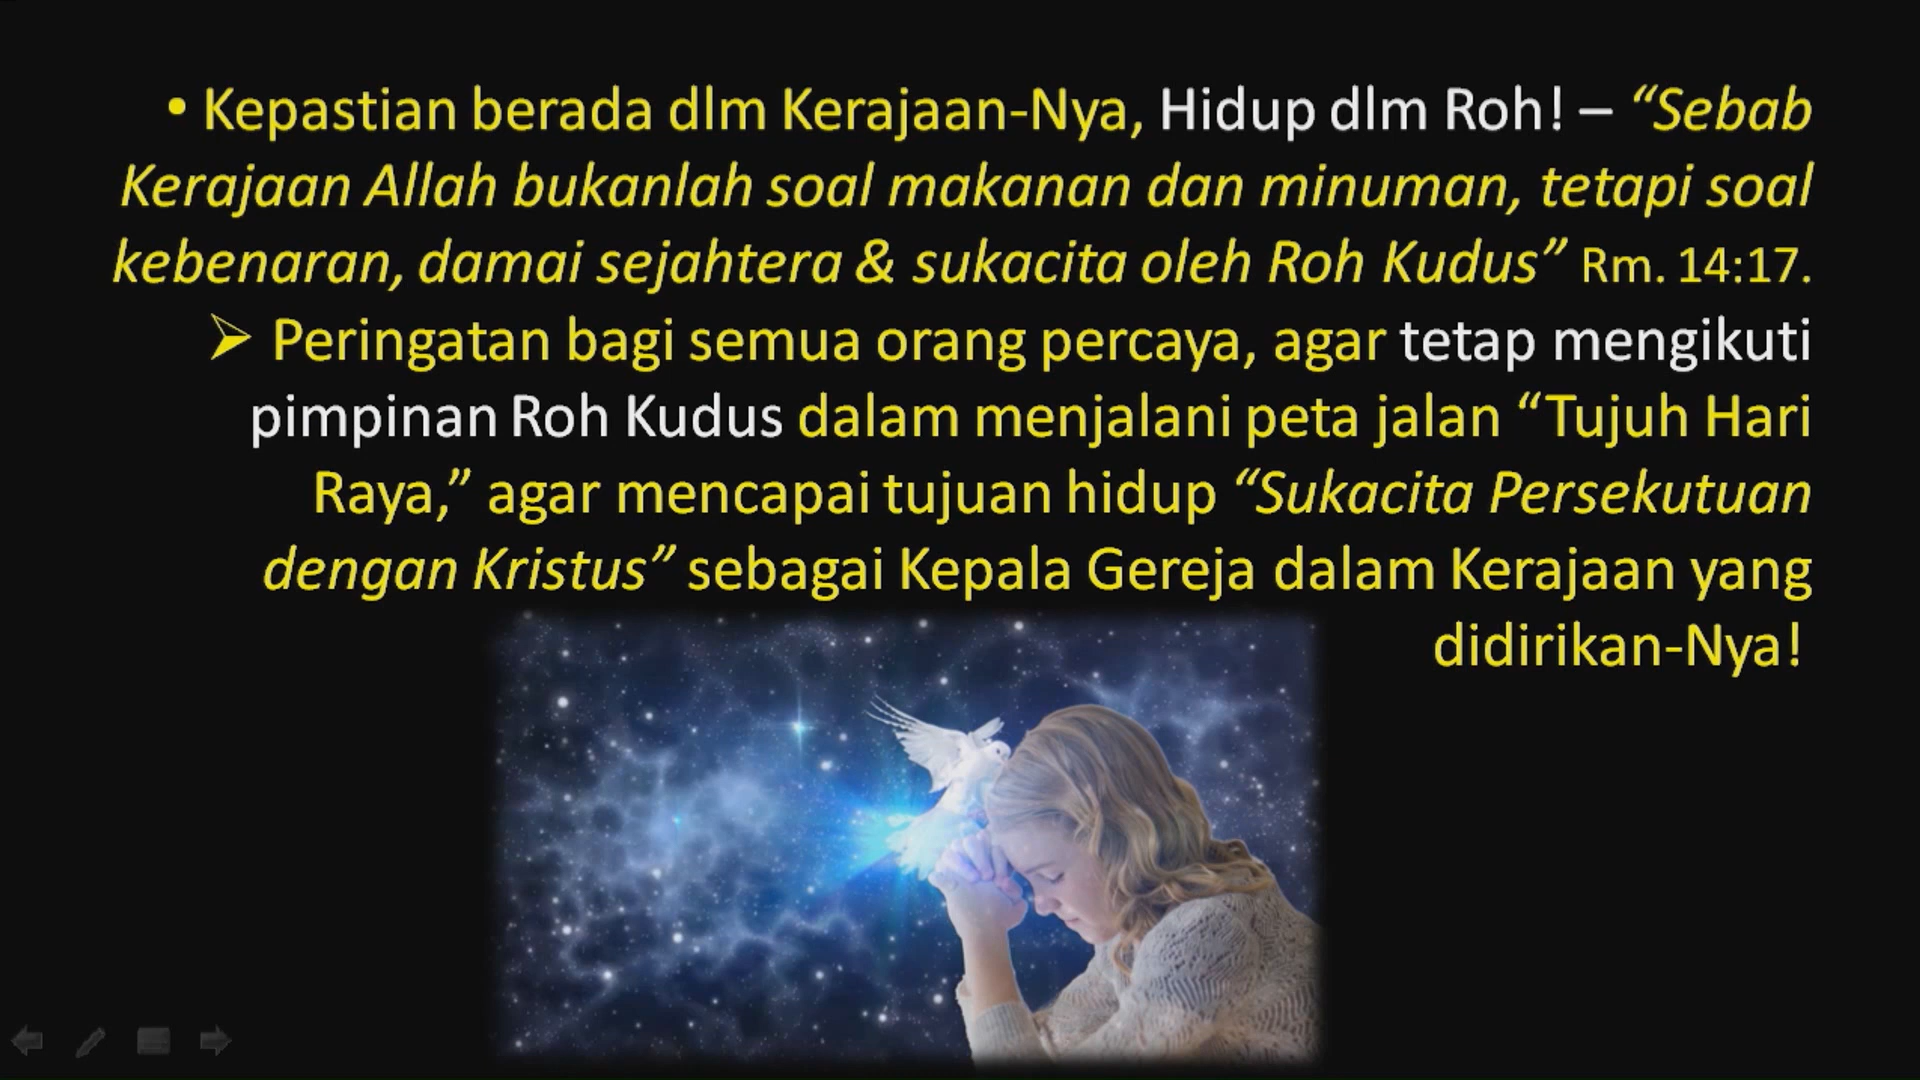 • Kepastian berada dlm Kerajaan-Nya, Hidup dlm Roh! – “Sebab
Kerajaan Allah bukanlah soal makanan dan minuman, tetapi soal
kebenaran, damai sejahtera & sukacita oleh Roh Kudus” Rm. 14:17.
➢ Peringatan bagi semua orang percaya, agar tetap mengikuti
pimpinan Roh Kudus dalam menjalani peta jalan “Tujuh Hari
Raya,” agar mencapai tujuan hidup “Sukacita Persekutuan
dengan Kristus” sebagai Kepala Gereja dalam Kerajaan yang
didirikan-Nya!